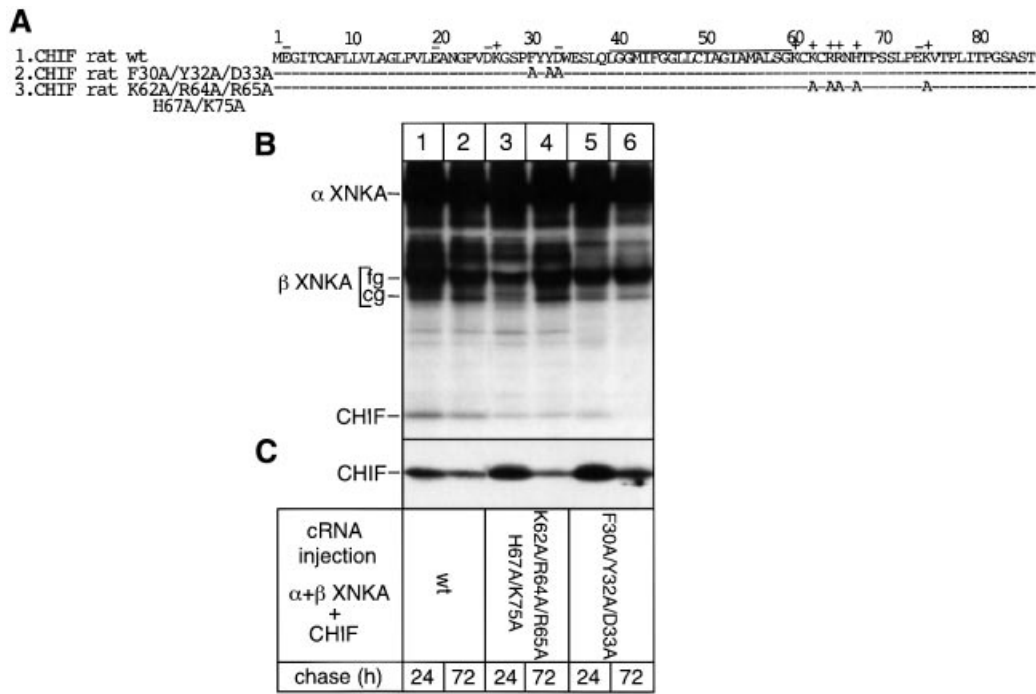 A
1 10 20 30 40 50 60 70 80
– – + – – + + + + + – +
1.CHIF rat wt MEGITCAFLLVLAGLPVLEANGPVDKGSPFYYDWESLQLGGMIFGGLLCIAGIAMALSGKCKCRRNHTPSSLPEKVTPLITPGSAST
2.CHIF rat F30A/Y32A/D33A A AA
3.CHIF rat K62A/R64A/R65A A AA A A
H67A/K75A
B
1 2 3 4 5 6
α XNKA
β XNKA fg
cg
CHIF
C
CHIF
cRNA
injection
α+β XNKA
+
CHIF
wt
K62A/R64A/R65A
H67A/K75A
F30A/Y32A/D33A
chase (h) 24 72 24 72 24 72